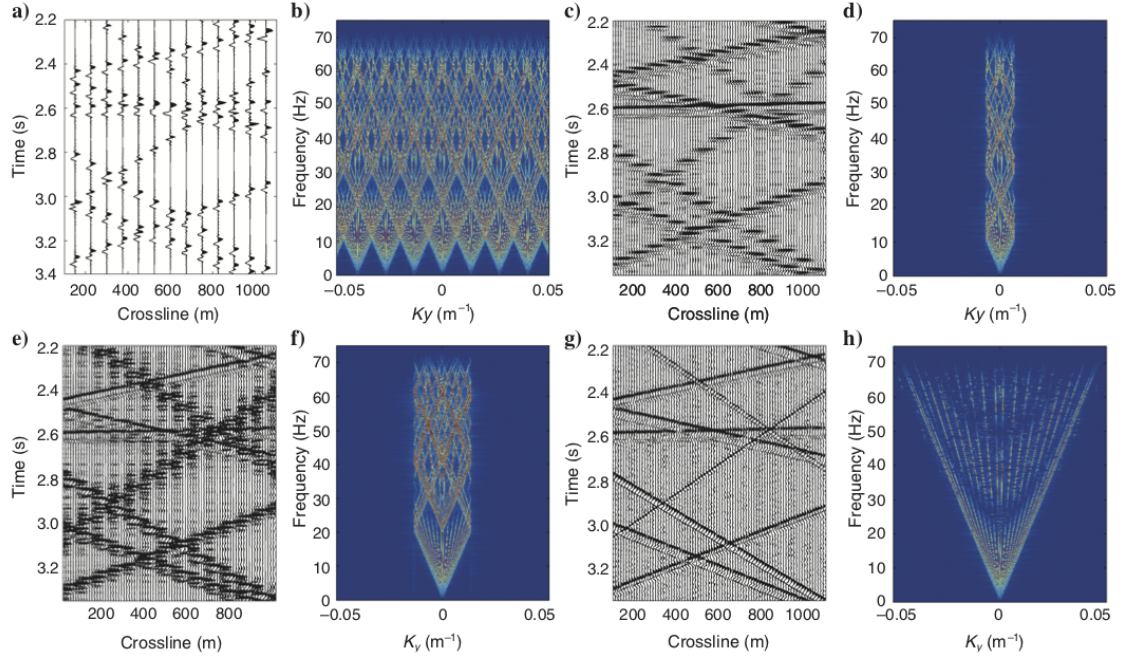 a)
2.2
2.4
2.6
2.8
3.0
3.2
3.4
Time (s)
200 400 600 800 1000
Crossline (m)
b)
70
60
50
40
30
20
10
0
Frequency (Hz)
−0.05 0 0.05
Ky (m⁻¹)
c)
2.2
2.4
2.6
2.8
3.0
3.2
Time (s)
200 400 600 800 1000
Crossline (m)
d)
70
60
50
40
30
20
10
0
Frequency (Hz)
−0.05 0 0.05
Ky (m⁻¹)
e)
2.2
2.4
2.6
2.8
3.0
3.2
Time (s)
200 400 600 800
Crossline (m)
f)
70
60
50
40
30
20
10
0
Frequency (Hz)
−0.05 0 0.05
Ky (m⁻¹)
g)
2.2
2.4
2.6
2.8
3.0
3.2
Time (s)
200 400 600 800 1000
Crossline (m)
h)
70
60
50
40
30
20
10
0
Frequency (Hz)
−0.05 0 0.05
Ky (m⁻¹)